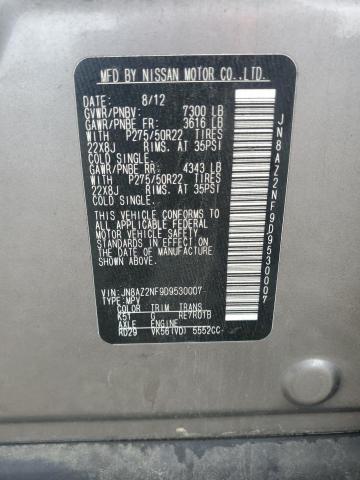 MFD BY NISSAN MOTOR CO.,LTD.
DATE: 8/12
GVWR/PNBV: 7300 LB
GAWR/PNBE FR: 3616 LB
WITH P275/50R22 TIRES
22X8J RIMS. AT 35PSI
COLD SINGLE.
GAWR/PNBE RR: 4343 LB
WITH P275/50R22 TIRES
22X8J RIMS. AT 35PSI
COLD SINGLE.
THIS VEHICLE CONFORMS TO ALL
APPLICABLE FEDERAL MOTOR
VEHICLE SAFETY STANDARDS
IN EFFECT ON THE DATE OF
MANUFACTURE SHOWN ABOVE.
VIN: JN8AZ2NF9D9530007
TYPE: MPV
COLOR TRIM TRANS
K51 RE7R01B
AXLE ENGINE
RD29 VK56(VD) 5552CC
JN8AZ2NF9D9530007